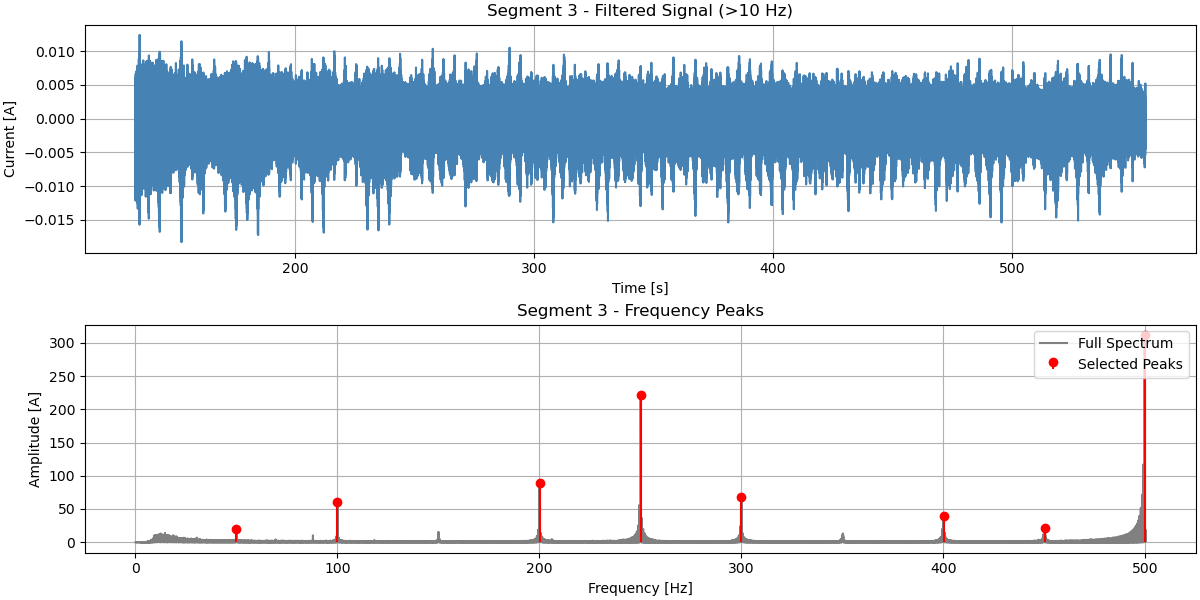 Segment 3 - Filtered Signal (>10 Hz)
Current [A]
0.010
0.005
0.000
−0.005
−0.010
−0.015
200
300
400
500
Time [s]
Segment 3 - Frequency Peaks
Amplitude [A]
300
250
200
150
100
50
0
Full Spectrum
Selected Peaks
0
100
200
300
400
500
Frequency [Hz]